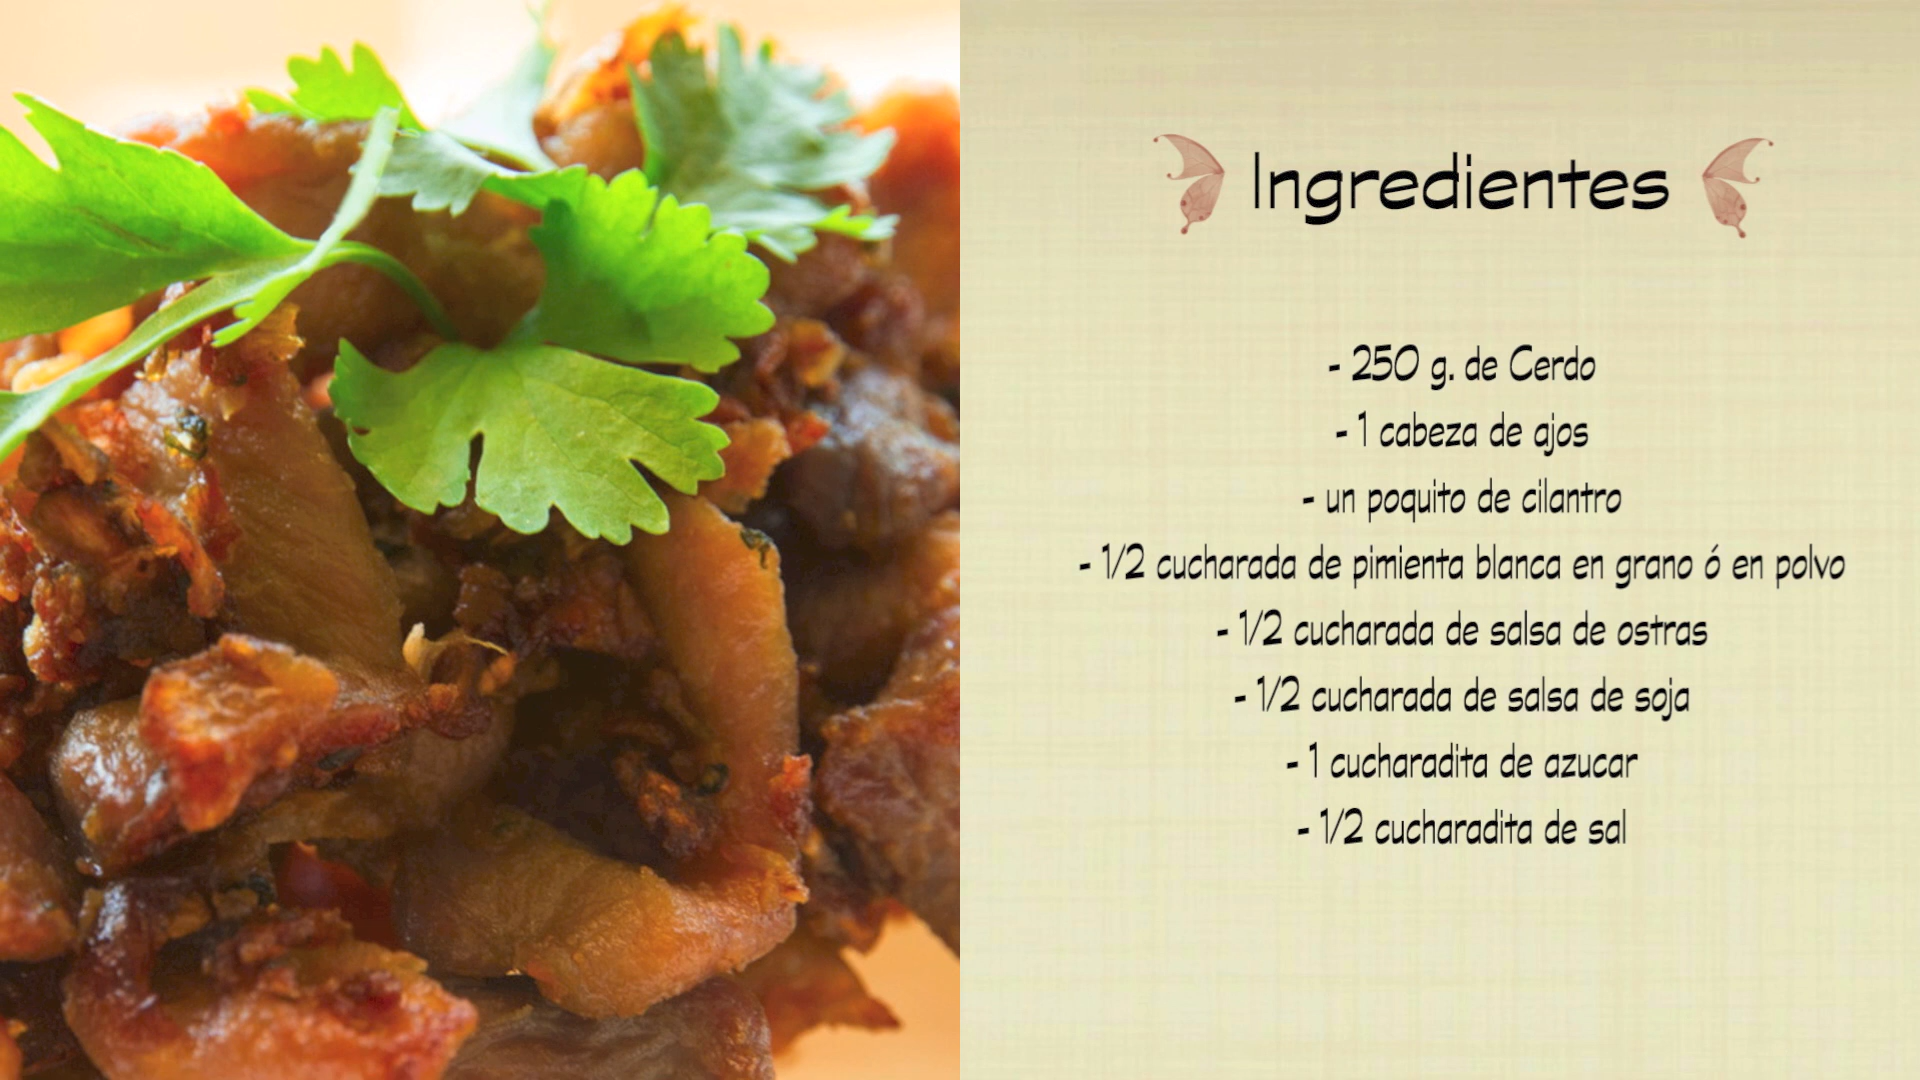 Ingredientes
- 250 g. de Cerdo
- 1 cabeza de ajos
- un poquito de cilantro
- 1/2 cucharada de pimienta blanca en grano ó en polvo
- 1/2 cucharada de salsa de ostras
- 1/2 cucharada de salsa de soja
- 1 cucharadita de azucar
- 1/2 cucharadita de sal